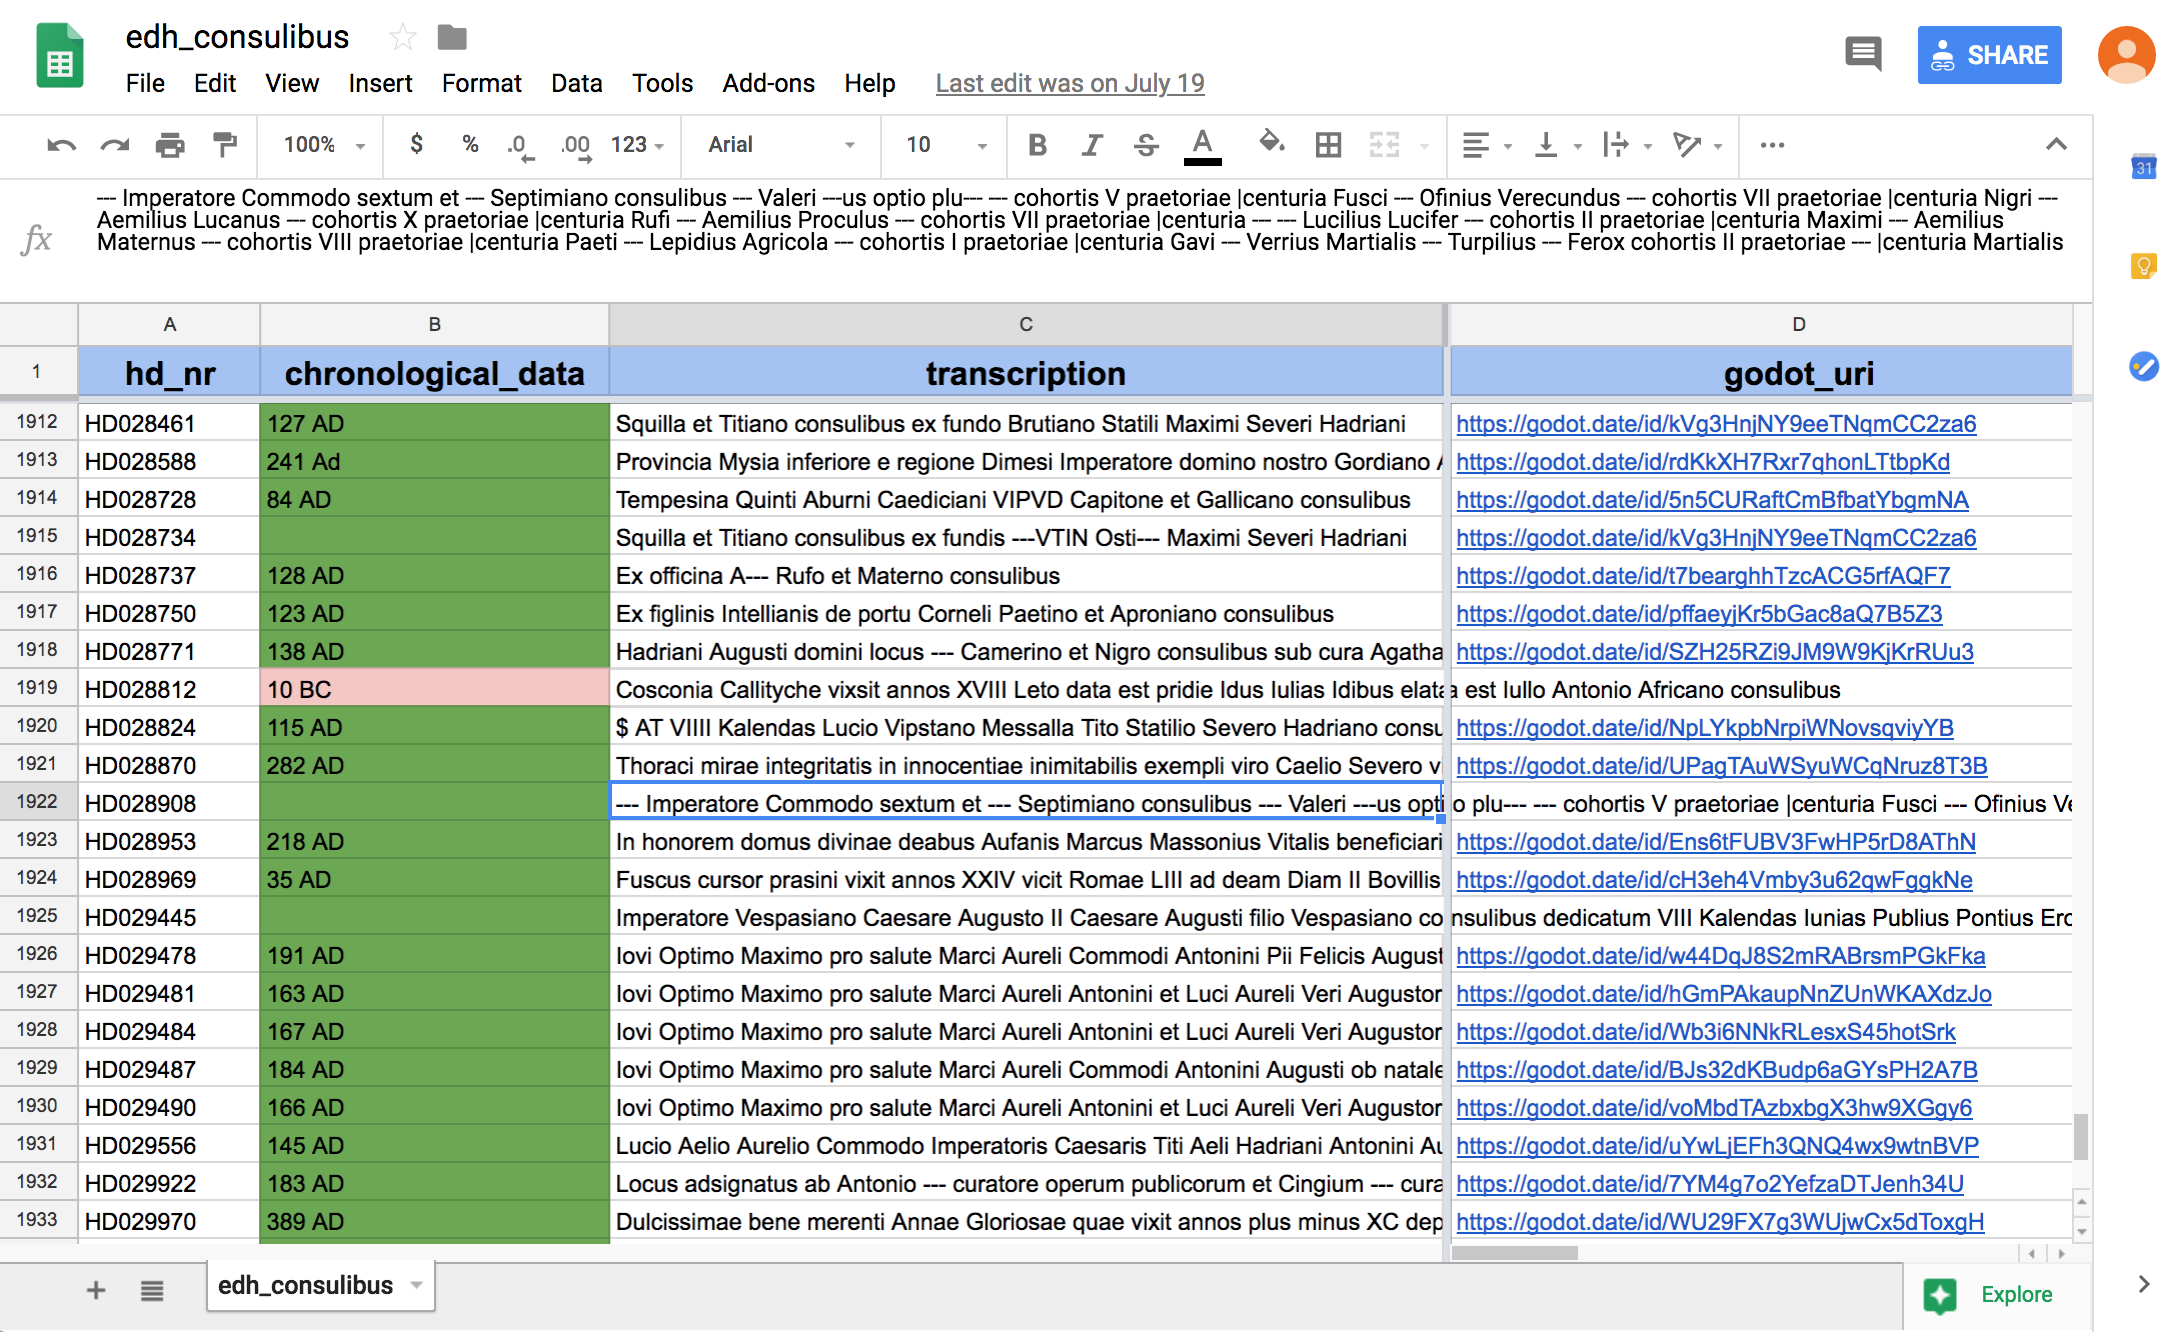 edh_consulibus
File Edit View Insert Format Data Tools Add-ons Help Last edit was on July 19
SHARE
100% $ % .0 .00 123 Arial 10 B I S A
31
fx
--- Imperatore Commodo sextum et --- Septimiano consulibus --- Valeri ---us optio plu--- --- cohortis V praetoriae |centuria Fusci --- Ofinius Verecundus --- cohortis VII praetoriae |centuria Nigri ---
Aemilius Lucanus --- cohortis X praetoriae |centuria Rufi --- Aemilius Proculus --- cohortis VII praetoriae |centuria --- --- Lucilius Lucifer --- cohortis II praetoriae |centuria Maximi --- Aemilius
Maternus --- cohortis VIII praetoriae |centuria Paeti --- Lepidius Agricola --- cohortis I praetoriae |centuria Gavi --- Verrius Martialis --- Turpilius --- Ferox cohortis II praetoriae --- |centuria Martialis
A B C D
1 hd_nr chronological_data transcription godot_uri
1912 HD028461 127 AD Squilla et Titiano consulibus ex fundo Brutiano Statili Maximi Severi Hadriani https://godot.date/id/kVg3HnjNY9eeTNqmCC2za6
1913 HD028588 241 Ad Provincia Mysia inferiore e regione Dimesi Imperatore domino nostro Gordiano https://godot.date/id/rdKkXH7Rxr7qhonLTtbpKd
1914 HD028728 84 AD Tempesina Quinti Aburni Caediciani VIPVD Capitone et Gallicano consulibus https://godot.date/id/5n5CURaftCmBfbatYbgmNA
1915 HD028734 Squilla et Titiano consulibus ex fundis ---VTIN Osti--- Maximi Severi Hadriani https://godot.date/id/kVg3HnjNY9eeTNqmCC2za6
1916 HD028737 128 AD Ex officina A--- Rufo et Materno consulibus https://godot.date/id/t7bearghhTzcACG5rfAQF7
1917 HD028750 123 AD Ex figlinis Intellianis de portu Corneli Paetino et Aproniano consulibus https://godot.date/id/pffaeyjKr5bGac8aQ7B5Z3
1918 HD028771 138 AD Hadriani Augusti domini locus --- Camerino et Nigro consulibus sub cura Agatha https://godot.date/id/SZH25RZi9JM9W9KjKrRUu3
1919 HD028812 10 BC Cosconia Callityche vixsit annos XVIII Leto data est pridie Idus Iulias Idibus elata est Iullo Antonio Africano consulibus
1920 HD028824 115 AD $ AT VIIII Kalendas Lucio Vipstano Messalla Tito Statilio Severo Hadriano consu https://godot.date/id/NpLYkpbNrpiWNovsqviyYB
1921 HD028870 282 AD Thoraci mirae integritatis in innocentiae inimitabilis exempli viro Caelio Severo v https://godot.date/id/UPagTAuWSyuWCqNruz8T3B
1922 HD028908 --- Imperatore Commodo sextum et --- Septimiano consulibus --- Valeri ---us optio plu--- --- cohortis V praetoriae |centuria Fusci --- Ofinius Ve
1923 HD028953 218 AD In honorem domus divinae deabus Aufanis Marcus Massonius Vitalis beneficiari https://godot.date/id/Ens6tFUBV3FwHP5rD8AThN
1924 HD028969 35 AD Fuscus cursor prasini vixit annos XXIV vicit Romae LIII ad deam Diam II Bovillis https://godot.date/id/cH3eh4Vmby3u62qwFggkNe
1925 HD029445 Imperatore Vespasiano Caesare Augusto II Caesare Augusti filio Vespasiano consulibus dedicatum VIII Kalendas Iunias Publius Pontius Erc
1926 HD029478 191 AD Iovi Optimo Maximo pro salute Marci Aureli Commodi Antonini Pii Felicis August https://godot.date/id/w44DqJ8S2mRABrsmPGkFka
1927 HD029481 163 AD Iovi Optimo Maximo pro salute Marci Aureli Antonini et Luci Aureli Veri Augustor https://godot.date/id/hGmPAkaupNnZUnWKAXdzJo
1928 HD029484 167 AD Iovi Optimo Maximo pro salute Marci Aureli Antonini et Luci Aureli Veri Augustor https://godot.date/id/Wb3i6NNkRLesxS45hotSrk
1929 HD029487 184 AD Iovi Optimo Maximo pro salute Marci Aureli Commodi Antonini Augusti ob natale https://godot.date/id/BJs32dKBudp6aGYsPH2A7B
1930 HD029490 166 AD Iovi Optimo Maximo pro salute Marci Aureli Antonini et Luci Aureli Veri Augustor https://godot.date/id/voMbdTAzbxbgX3hw9XGgy6
1931 HD029556 145 AD Lucio Aelio Aurelio Commodo Imperatoris Caesaris Titi Aeli Hadriani Antonini Au https://godot.date/id/uYwLjEFh3QNQ4wx9wtnBVP
1932 HD029922 183 AD Locus adsignatus ab Antonio --- curatore operum publicorum et Cingium --- cura https://godot.date/id/7YM4g7o2YefzaDTJenh34U
1933 HD029970 389 AD Dulcissimae bene merenti Annae Gloriosae quae vixit annos plus minus XC dep https://godot.date/id/WU29FX7g3WUjwCx5dToxgH
edh_consulibus
Explore